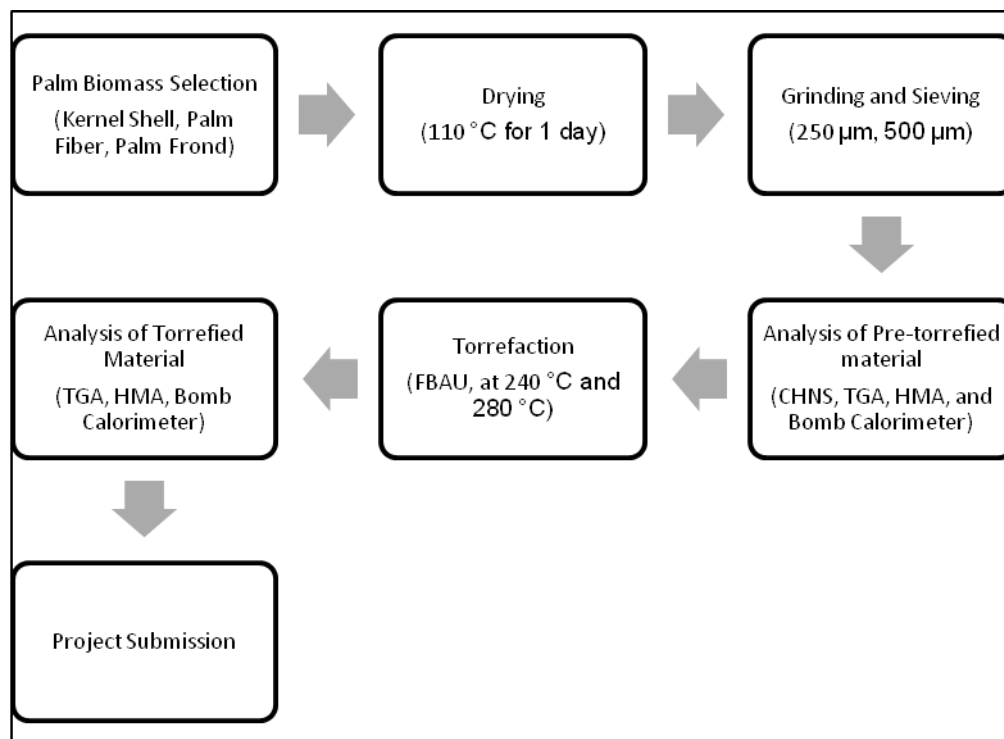 Palm Biomass Selection
(Kernel Shell, Palm
Fiber, Palm Frond)
Drying
(110 °C for 1 day)
Grinding and Sieving
(250 µm, 500 µm)
Analysis of Pre-torrefied
material
(CHNS, TGA, HMA, and
Bomb Calorimeter)
Torrefaction
(FBAU, at 240 °C and
280 °C)
Analysis of Torrefied
Material
(TGA, HMA, Bomb
Calorimeter)
Project Submission